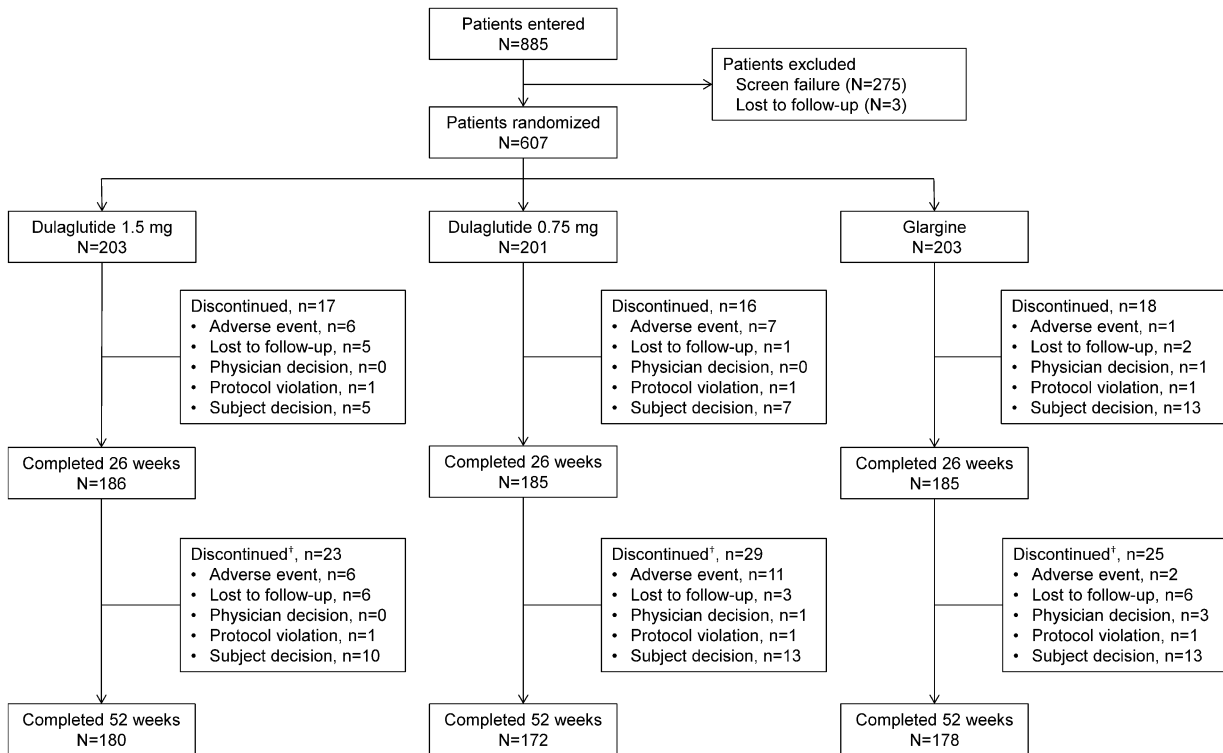 Patients entered
N=885
Patients excluded
Screen failure (N=275)
Lost to follow-up (N=3)
Patients randomized
N=607
Dulaglutide 1.5 mg
N=203
Dulaglutide 0.75 mg
N=201
Glargine
N=203
Discontinued, n=17
• Adverse event, n=6
• Lost to follow-up, n=5
• Physician decision, n=0
• Protocol violation, n=1
• Subject decision, n=5
Discontinued, n=16
• Adverse event, n=7
• Lost to follow-up, n=1
• Physician decision, n=0
• Protocol violation, n=1
• Subject decision, n=7
Discontinued, n=18
• Adverse event, n=1
• Lost to follow-up, n=2
• Physician decision, n=1
• Protocol violation, n=1
• Subject decision, n=13
Completed 26 weeks
N=186
Completed 26 weeks
N=185
Completed 26 weeks
N=185
Discontinued†, n=23
• Adverse event, n=6
• Lost to follow-up, n=6
• Physician decision, n=0
• Protocol violation, n=1
• Subject decision, n=10
Discontinued†, n=29
• Adverse event, n=11
• Lost to follow-up, n=3
• Physician decision, n=1
• Protocol violation, n=1
• Subject decision, n=13
Discontinued†, n=25
• Adverse event, n=2
• Lost to follow-up, n=6
• Physician decision, n=3
• Protocol violation, n=1
• Subject decision, n=13
Completed 52 weeks
N=180
Completed 52 weeks
N=172
Completed 52 weeks
N=178